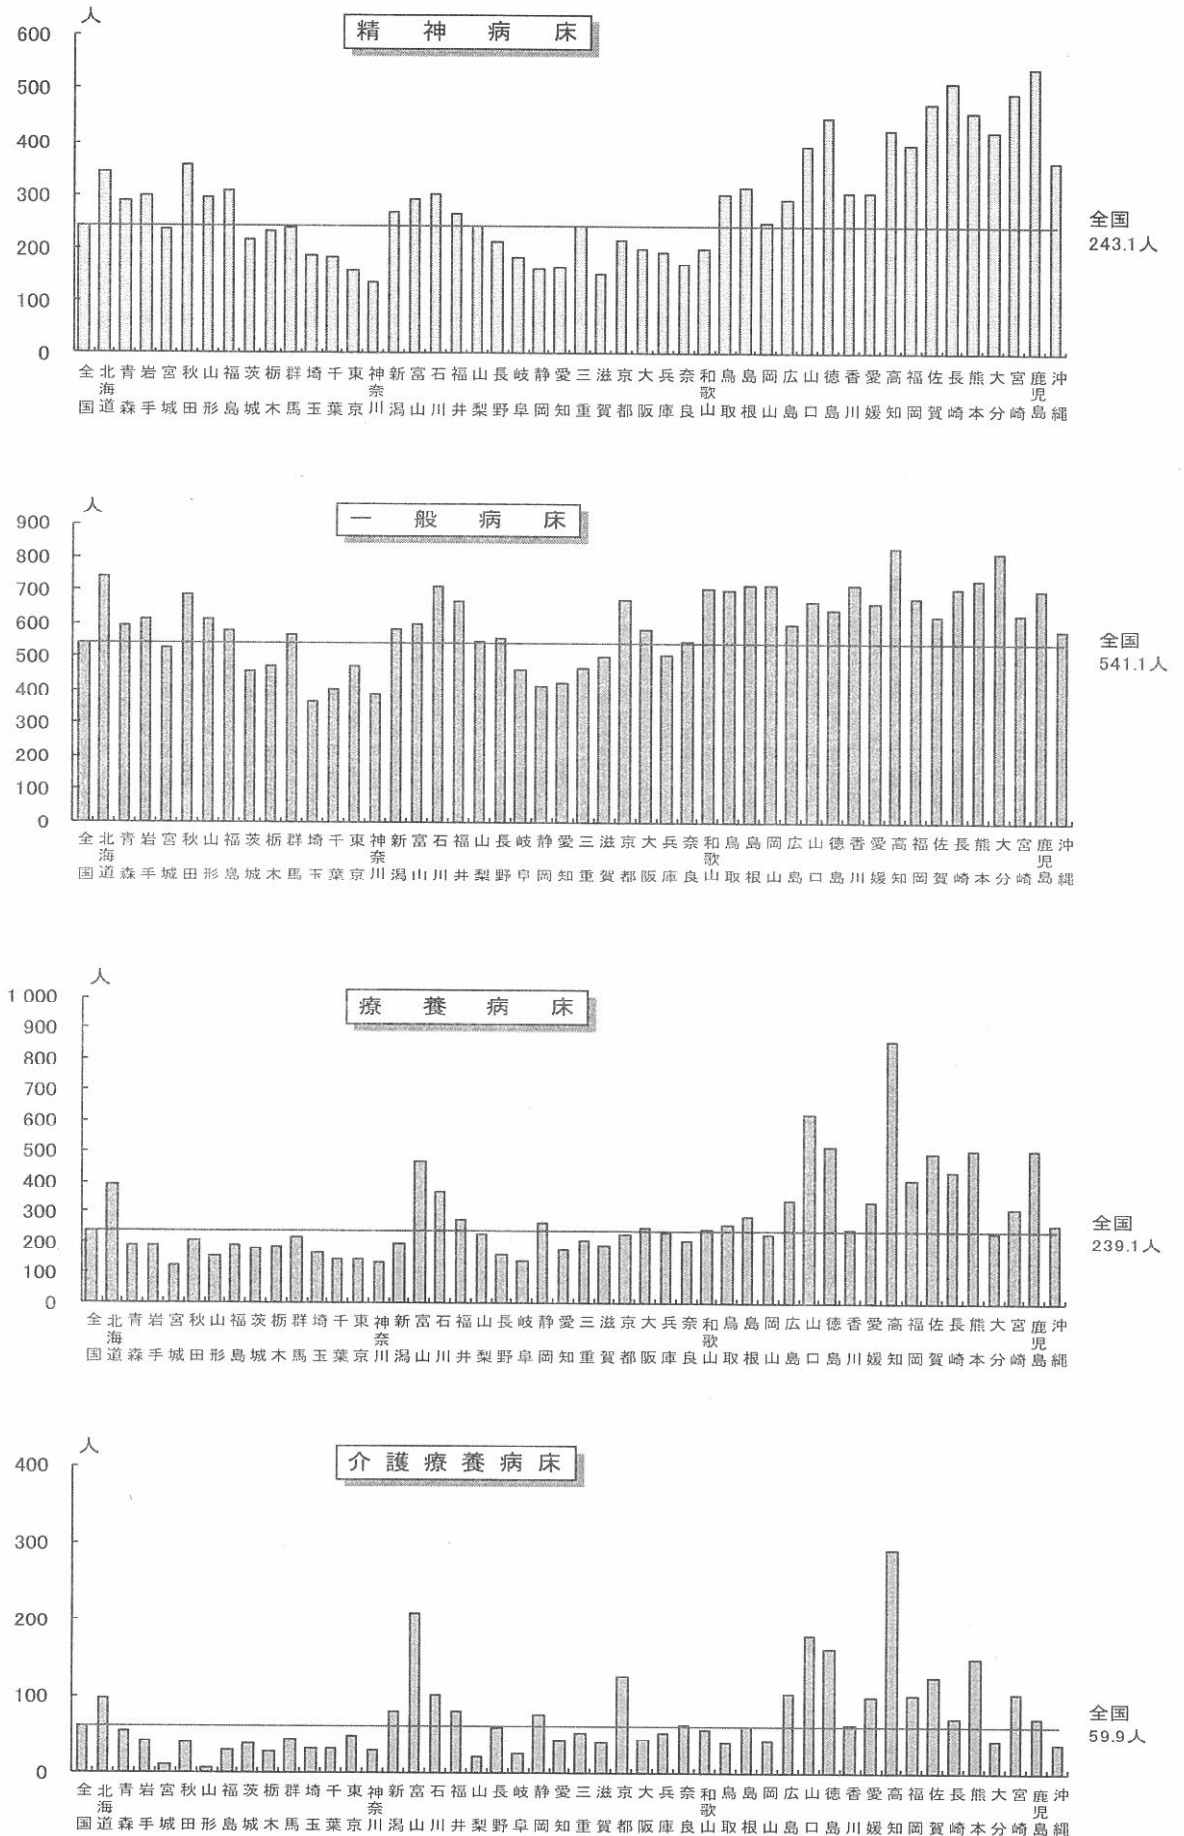 人
精神病床
600
500
400
300
200
100
0
全国
243.1人
全国 北海道 青森 岩手 宮城 秋田 山形 福島 茨城 栃木 群馬 埼玉 千葉 東京 神奈川 新潟 富山 石川 福井 山梨 長野 岐阜 静岡 愛知 三重 滋賀 京都 大阪 兵庫 奈良 和歌山 鳥取 島根 岡山 広島 山口 徳島 香川 愛媛 高知 福岡 佐賀 長崎 熊本 大分 宮崎 鹿児島 沖縄
人
一般病床
900
800
700
600
500
400
300
200
100
0
全国
541.1人
全国 北海道 青森 岩手 宮城 秋田 山形 福島 茨城 栃木 群馬 埼玉 千葉 東京 神奈川 新潟 富山 石川 福井 山梨 長野 岐阜 静岡 愛知 三重 滋賀 京都 大阪 兵庫 奈良 和歌山 鳥取 島根 岡山 広島 山口 徳島 香川 愛媛 高知 福岡 佐賀 長崎 熊本 大分 宮崎 鹿児島 沖縄
人
療養病床
1 000
900
800
700
600
500
400
300
200
100
0
全国
239.1人
全国 北海道 青森 岩手 宮城 秋田 山形 福島 茨城 栃木 群馬 埼玉 千葉 東京 神奈川 新潟 富山 石川 福井 山梨 長野 岐阜 静岡 愛知 三重 滋賀 京都 大阪 兵庫 奈良 和歌山 鳥取 島根 岡山 広島 山口 徳島 香川 愛媛 高知 福岡 佐賀 長崎 熊本 大分 宮崎 鹿児島 沖縄
人
介護療養病床
400
300
200
100
0
全国
59.9人
全国 北海道 青森 岩手 宮城 秋田 山形 福島 茨城 栃木 群馬 埼玉 千葉 東京 神奈川 新潟 富山 石川 福井 山梨 長野 岐阜 静岡 愛知 三重 滋賀 京都 大阪 兵庫 奈良 和歌山 鳥取 島根 岡山 広島 山口 徳島 香川 愛媛 高知 福岡 佐賀 長崎 熊本 大分 宮崎 鹿児島 沖縄